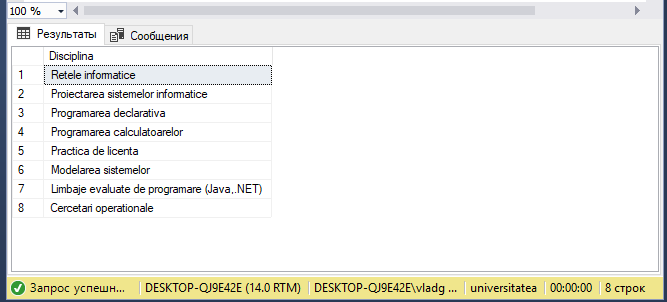 100 %
Результаты Сообщения
Disciplina
1 Retele informatice
2 Proiectarea sistemelor informatice
3 Programarea declarativa
4 Programarea calculatoarelor
5 Practica de licenta
6 Modelarea sistemelor
7 Limbaje evaluate de programare (Java,.NET)
8 Cercetari operationale
Запрос успешн... DESKTOP-QJ9E42E (14.0 RTM) DESKTOP-QJ9E42E\vladg ... universitatea 00:00:00 8 строк